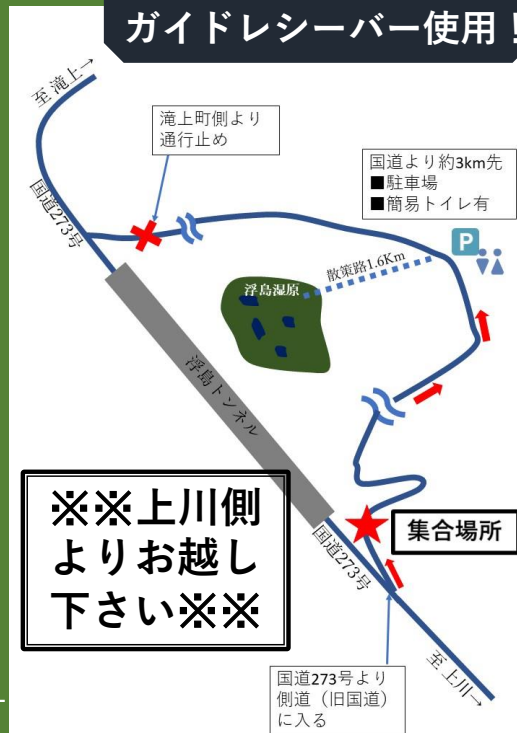 ガイドレシーバー使用！
至 滝上→
滝上町側より
通行止め
国道より約3km先
■駐車場
■簡易トイレ有
国道273号
P
散策路1.6Km
浮島湿原
浮島トンネル
※※上川側
よりお越し
下さい※※
集合場所
国道273号
至 上川→
国道273号より
側道（旧国道）
に入る